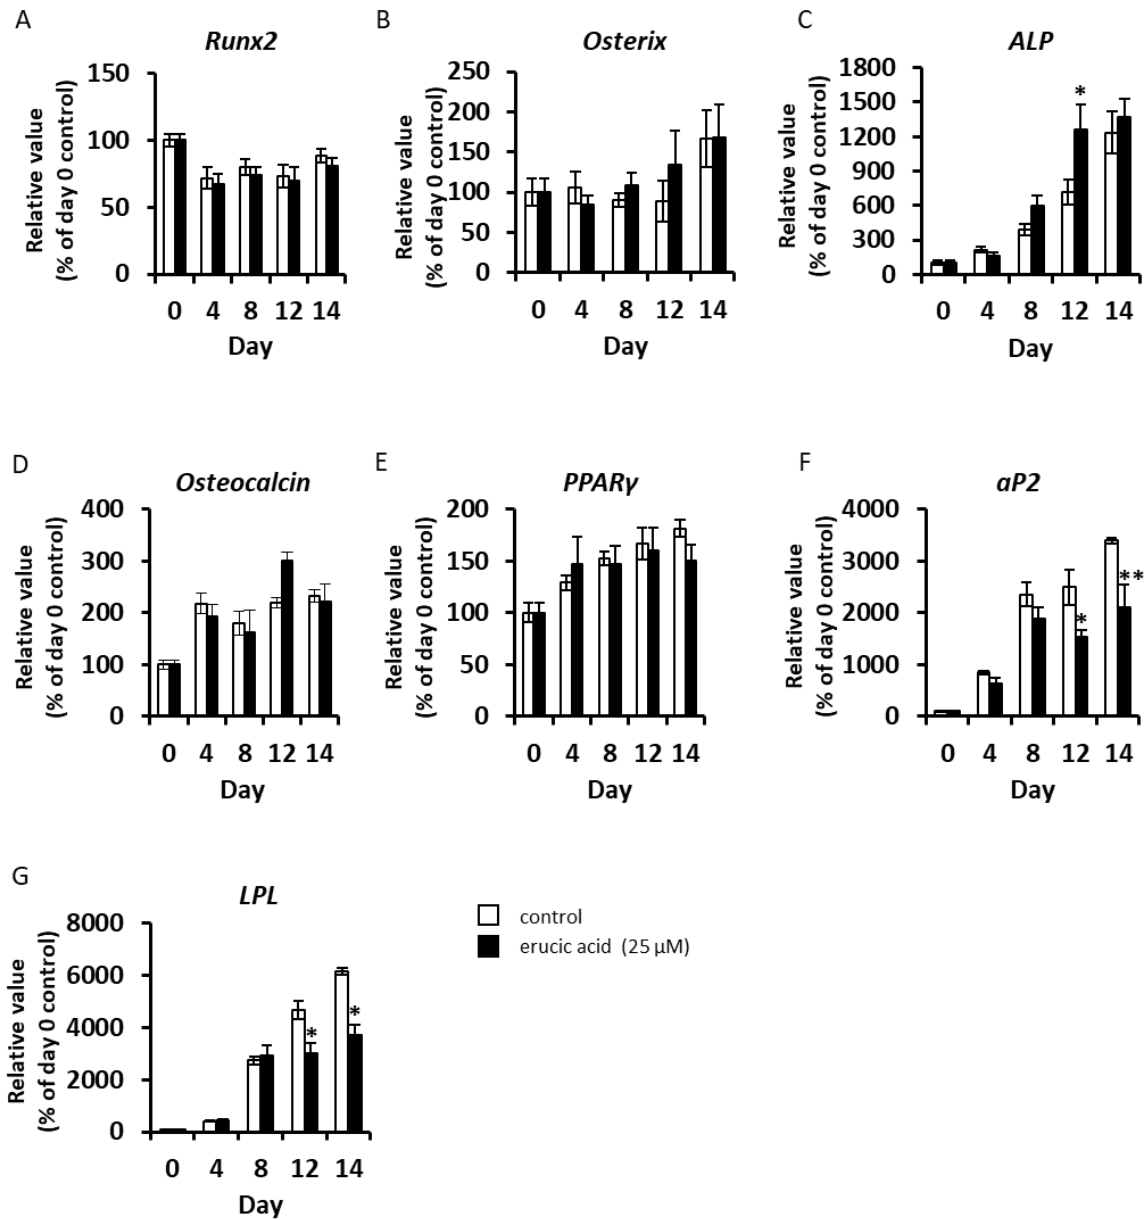 A
Runx2
Relative value
(% of day 0 control)
150
100
50
0
0 4 8 12 14
Day
B
Osterix
Relative value
(% of day 0 control)
250
200
150
100
50
0
0 4 8 12 14
Day
C
ALP
Relative value
(% of day 0 control)
1800
1500
1200
900
600
300
0
*
0 4 8 12 14
Day
D
Osteocalcin
Relative value
(% of day 0 control)
400
300
200
100
0
0 4 8 12 14
Day
E
PPARγ
Relative value
(% of day 0 control)
200
150
100
50
0
0 4 8 12 14
Day
F
aP2
Relative value
(% of day 0 control)
4000
3000
2000
1000
0
*
**
0 4 8 12 14
Day
G
LPL
Relative value
(% of day 0 control)
8000
6000
4000
2000
0
*
*
0 4 8 12 14
Day
control
erucic acid (25 μM)